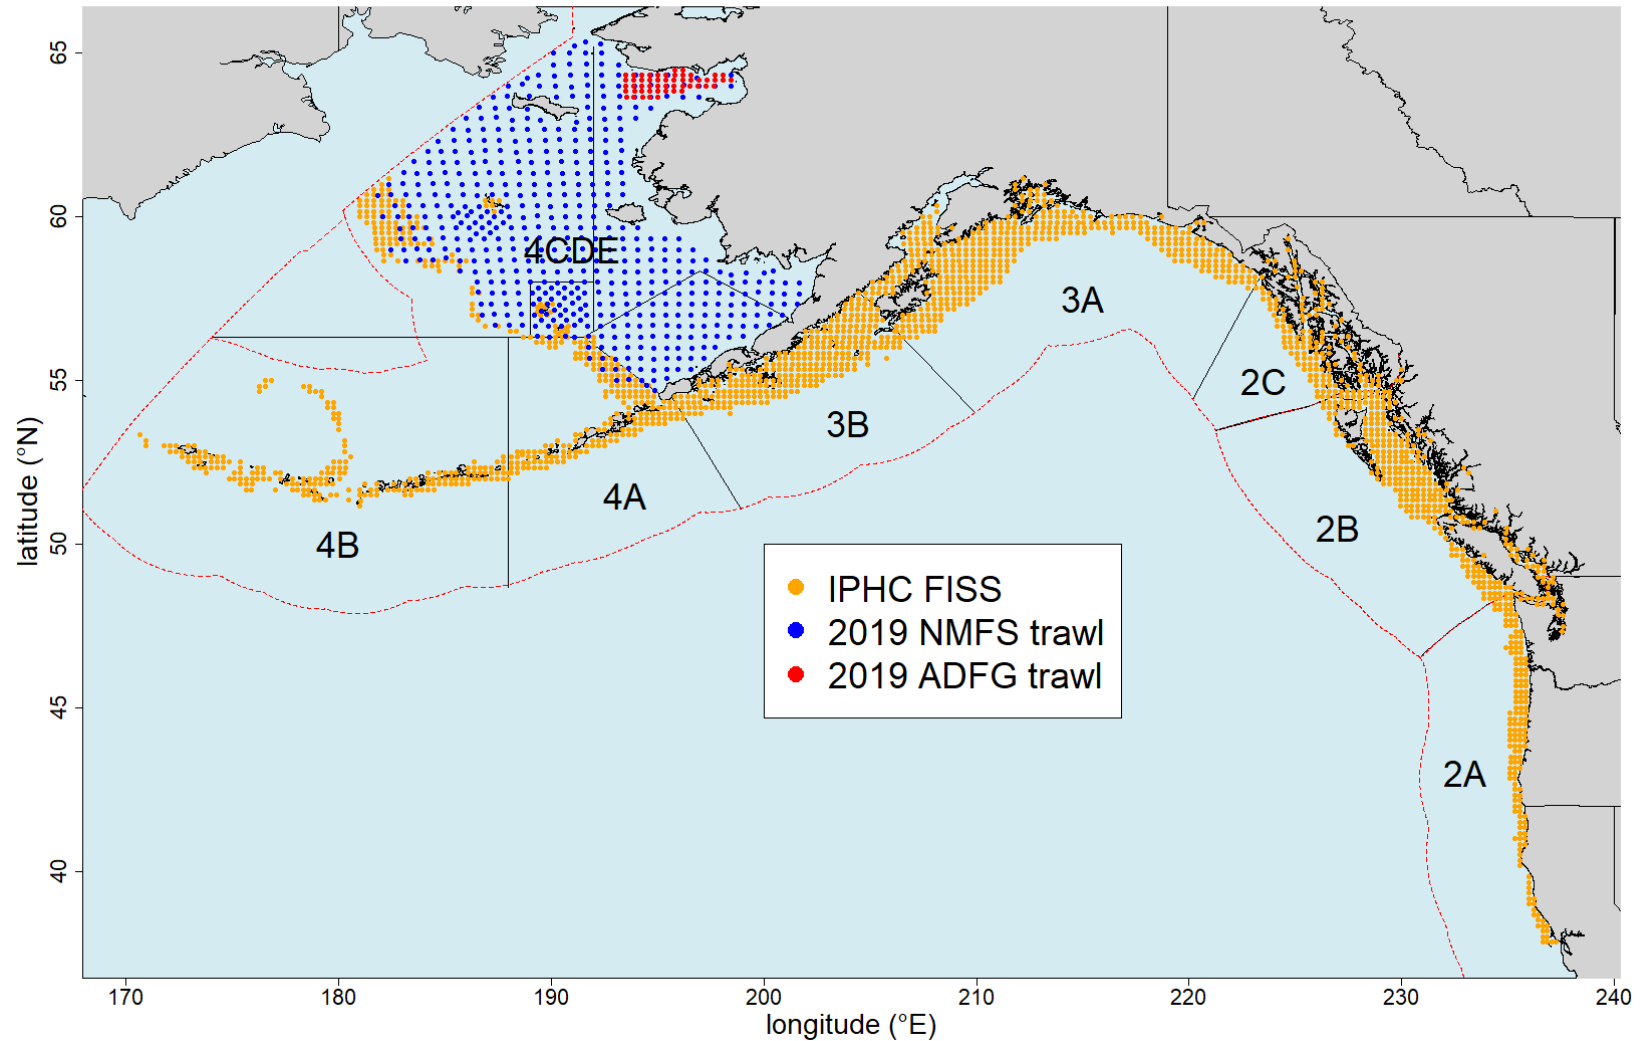 65
60
55
50
45
40
latitude (°N)
4CDE
3A
2C
3B
4A
4B
2B
2A
IPHC FISS
2019 NMFS trawl
2019 ADFG trawl
170
180
190
200
210
220
230
240
longitude (°E)